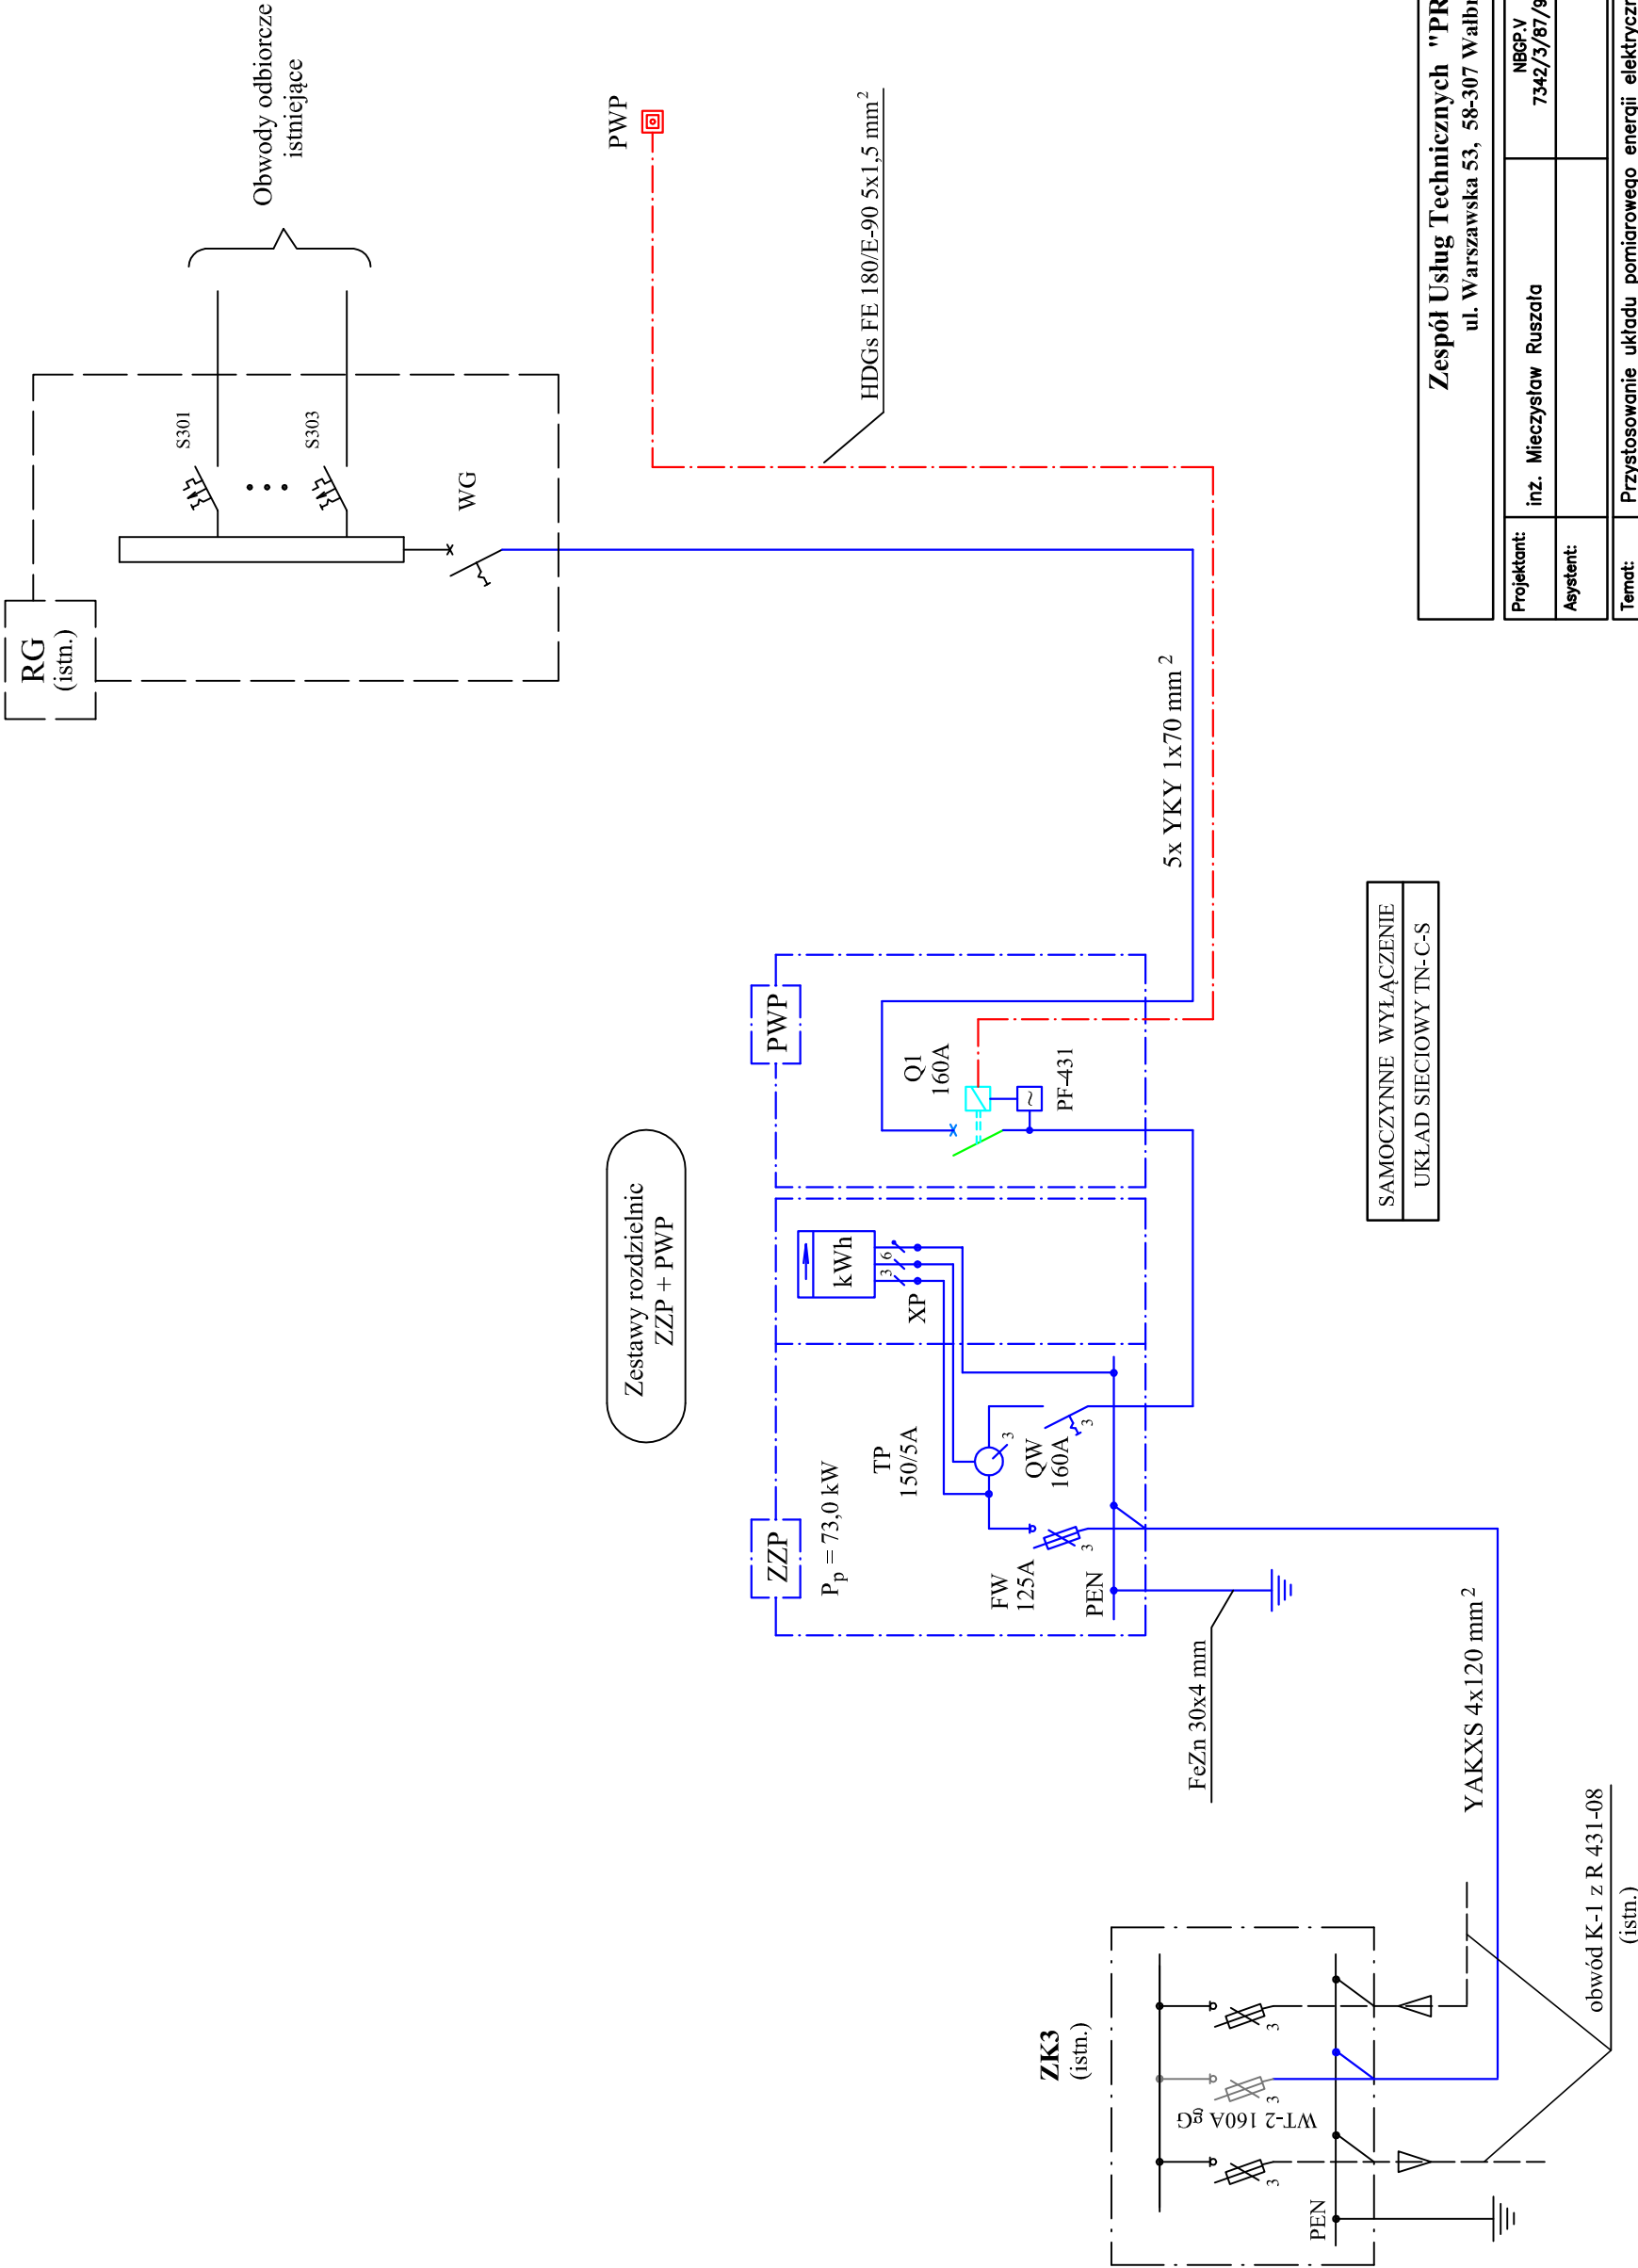 RG
(istn.)
S301
S303
WG
Obwody odbiorcze
istniejące
PWP
HDGs FE 180/E-90 5x1,5 mm²
5x YKY 1x70 mm²
Zestawy rozdzielnic
ZZP + PWP
ZZP
Pp = 73,0 kW
TP
150/5A
3
FW
125A
3
QW
160A
3
PEN
kWh
3
6
XP
PWP
Q1
160A
~
PF-431
FeZn 30x4 mm
YAKXS 4x120 mm²
ZK3
(istn.)
3
WT-2 160A gG
3
3
PEN
obwód K-1 z R 431-08
(istn.)
SAMOCZYNNE WYŁĄCZENIE
UKŁAD SIECIOWY TN-C-S
Zespół Usług Technicznych "PR
ul. Warszawska 53, 58-307 Wałbr
Projektant:
inż. Mieczysław Ruszała
NBGP.V
7342/3/87/9
Asystent:
Temat:
Przystosowanie układu pomiarowego energii elektryczn